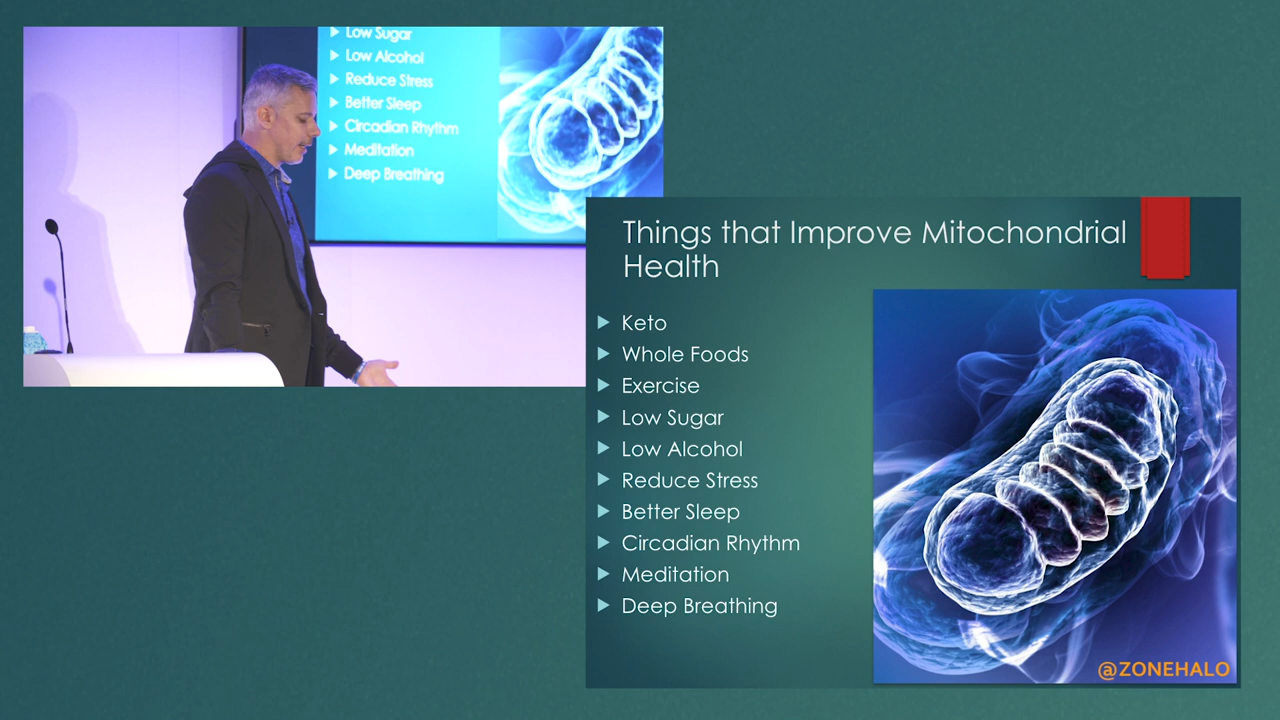 Low Sugar
Low Alcohol
Reduce Stress
Better Sleep
Circadian Rhythm
Meditation
Deep Breathing
Things that Improve Mitochondrial
Health
Keto
Whole Foods
Exercise
Low Sugar
Low Alcohol
Reduce Stress
Better Sleep
Circadian Rhythm
Meditation
Deep Breathing
@ZONEHALO